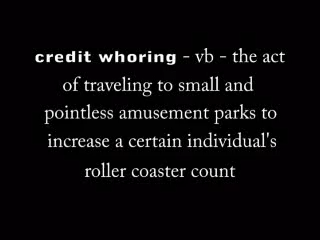 credit whoring - vb - the act
of traveling to small and
pointless amusement parks to
increase a certain individual's
roller coaster count